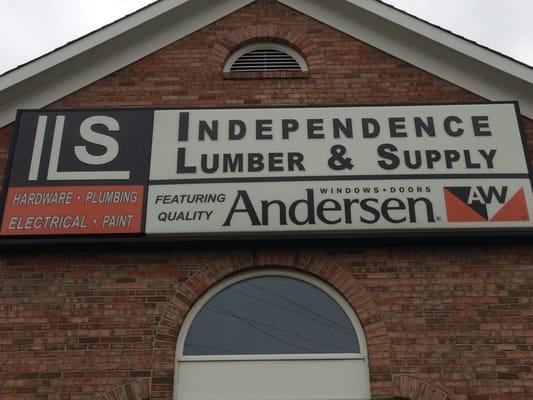 ILS
HARDWARE • PLUMBING
ELECTRICAL • PAINT
INDEPENDENCE
LUMBER & SUPPLY
FEATURING
QUALITY
WINDOWS • DOORS
Andersen®
AW